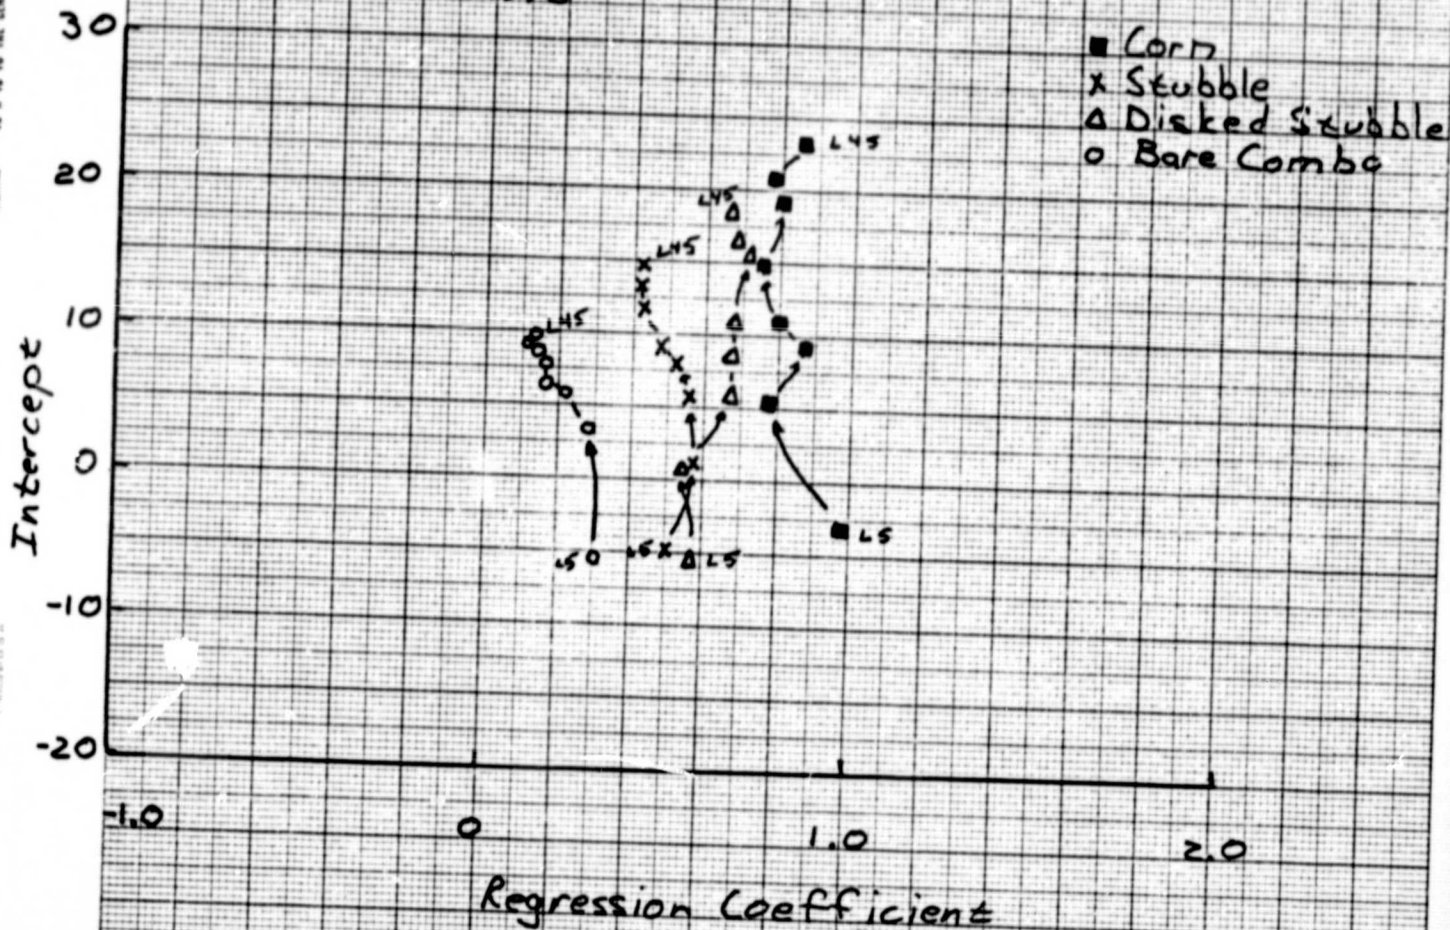 30
■ Corn
x Stubble
△ Disked Stubble
o Bare Combo
20
L45
L45
L45
10
L45
Intercept
0
L5
L5
L5
L5
-10
-20
-1.0
0
1.0
2.0
Regression Coefficient